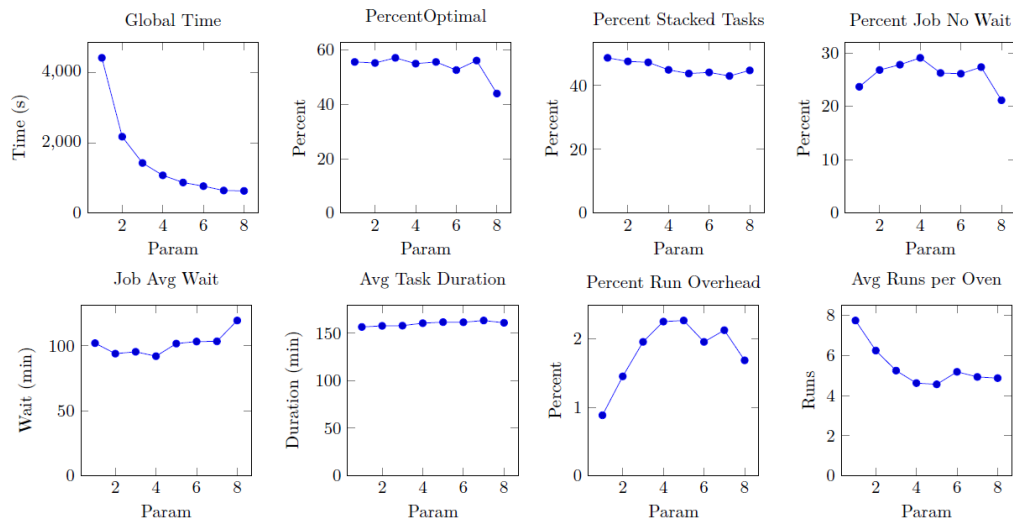 Global Time
4,000
2,000
0
Time (s)
2 4 6 8
Param
PercentOptimal
60
40
20
0
Percent
2 4 6 8
Param
Percent Stacked Tasks
40
20
0
Percent
2 4 6 8
Param
Percent Job No Wait
30
20
10
0
Percent
2 4 6 8
Param
Job Avg Wait
100
50
0
Wait (min)
2 4 6 8
Param
Avg Task Duration
150
100
50
0
Duration (min)
2 4 6 8
Param
Percent Run Overhead
2
1
0
Percent
2 4 6 8
Param
Avg Runs per Oven
8
6
4
2
0
Runs
2 4 6 8
Param